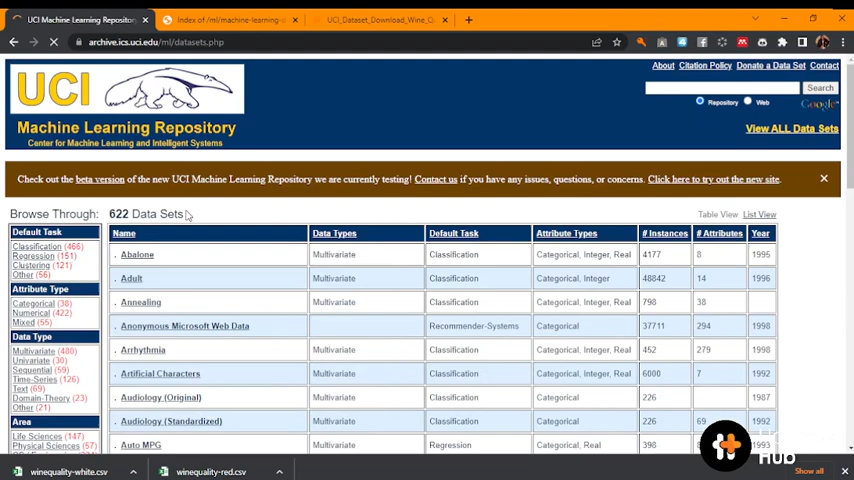 UCI Machine Learning Repository
Index of /ml/machine-learning-d
UCI_Dataset_Download_Wine_Q
archive.ics.uci.edu/ml/datasets.php
UCI
Machine Learning Repository
Center for Machine Learning and Intelligent Systems
About Citation Policy Donate a Data Set Contact
Search
Repository Web
Google
View ALL Data Sets
Check out the beta version of the new UCI Machine Learning Repository we are currently testing! Contact us if you have any issues, questions, or concerns. Click here to try out the new site.
Browse Through:
622 Data Sets
Table View List View
Default Task
Classification (466)
Regression (151)
Clustering (121)
Other (56)
Attribute Type
Categorical (38)
Numerical (422)
Mixed (55)
Data Type
Multivariate (480)
Univariate (30)
Sequential (59)
Time-Series (126)
Text (69)
Domain-Theory (23)
Other (21)
Area
Life Sciences (147)
Physical Sciences (57)
Name Data Types Default Task Attribute Types # Instances # Attributes Year
Abalone Multivariate Classification Categorical, Integer, Real 4177 8 1995
Adult Multivariate Classification Categorical, Integer 48842 14 1996
Annealing Multivariate Classification Categorical, Integer, Real 798 38
Anonymous Microsoft Web Data Recommender-Systems Categorical 37711 294 1998
Arrhythmia Multivariate Classification Categorical, Integer, Real 452 279 1998
Artificial Characters Multivariate Classification Categorical, Integer, Real 6000 7 1992
Audiology (Original) Multivariate Classification Categorical 226 1987
Audiology (Standardized) Multivariate Classification Categorical 226 69 1992
Auto MPG Multivariate Regression Categorical, Real 398 8 1993
Hub
winequality-white.csv
winequality-red.csv
Show all